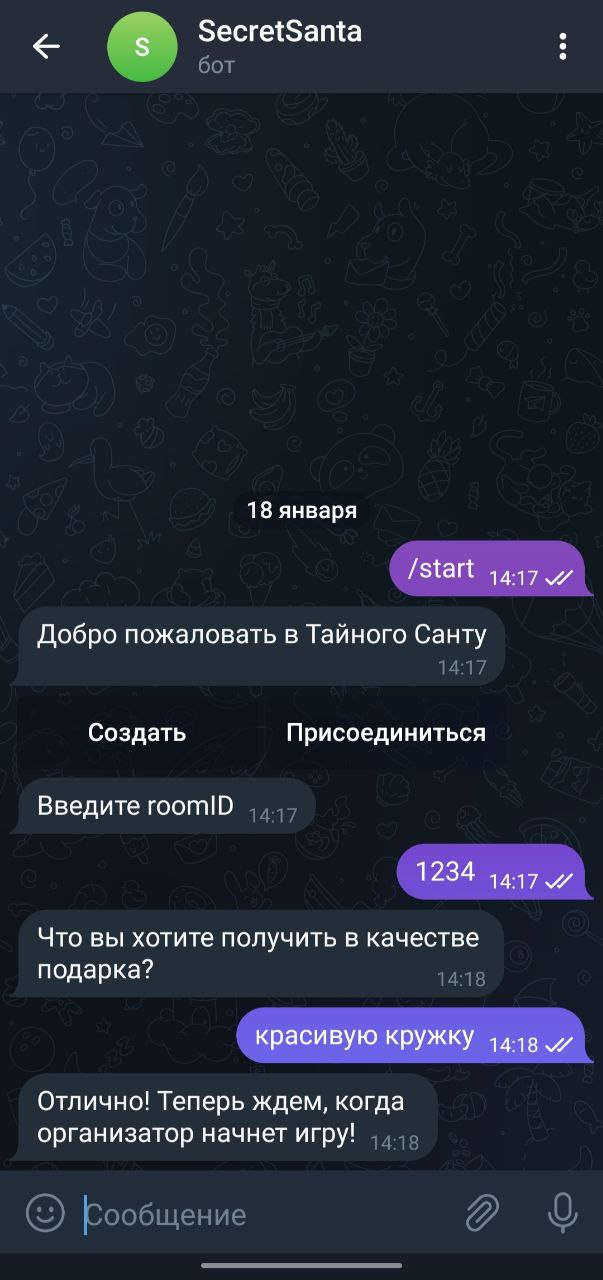 S
SecretSanta
бот
18 января
/start 14:17
Добро пожаловать в Тайного Санту
14:17
Создать Присоединиться
Введите roomID 14:17
1234 14:17
Что вы хотите получить в качестве
подарка? 14:18
красивую кружку 14:18
Отлично! Теперь ждем, когда
организатор начнет игру! 14:18
Сообщение